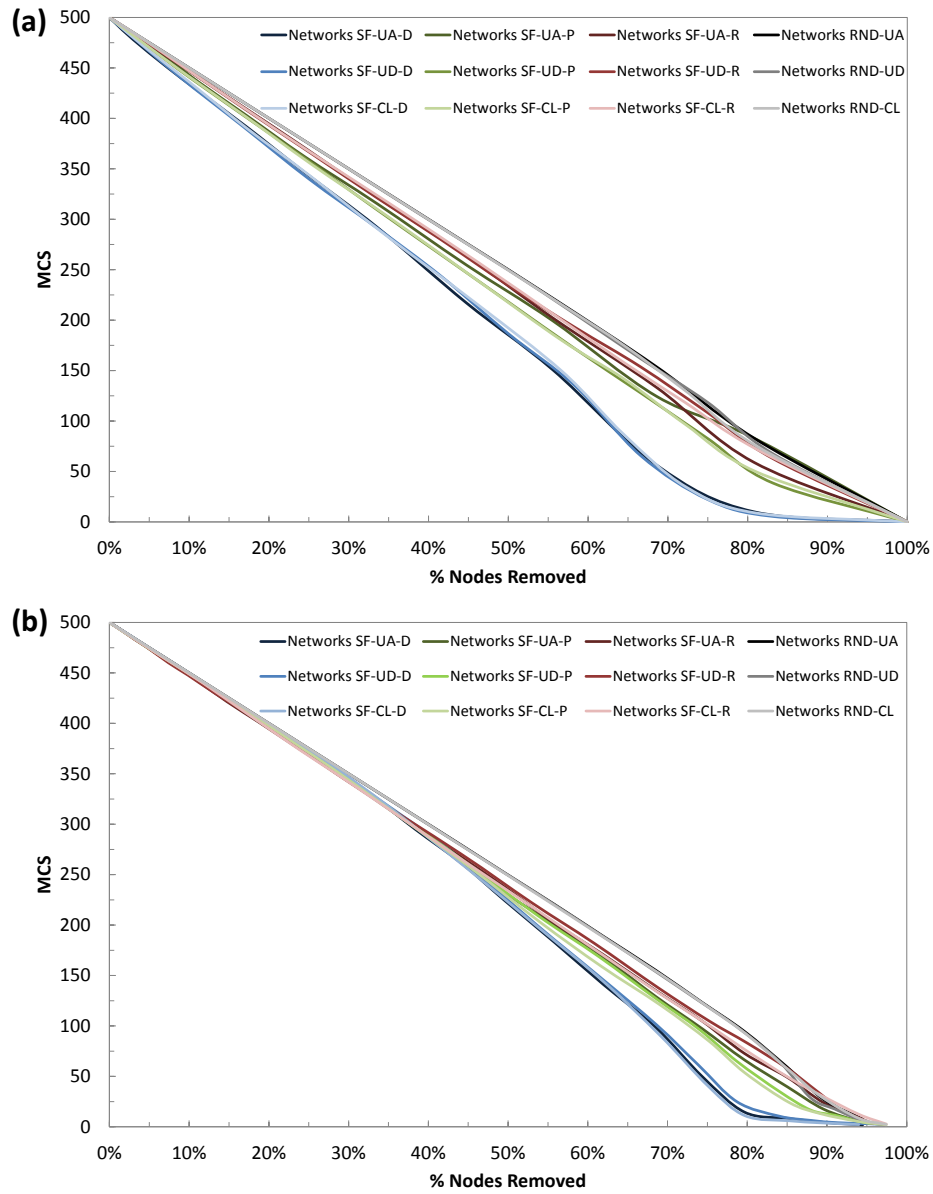 (a)
500
450
400
350
300
250
200
150
100
50
0
MCS
Networks SF-UA-D Networks SF-UA-P Networks SF-UA-R Networks RND-UA
Networks SF-UD-D Networks SF-UD-P Networks SF-UD-R Networks RND-UD
Networks SF-CL-D Networks SF-CL-P Networks SF-CL-R Networks RND-CL
0% 10% 20% 30% 40% 50% 60% 70% 80% 90% 100%
% Nodes Removed
(b)
500
450
400
350
300
250
200
150
100
50
0
MCS
Networks SF-UA-D Networks SF-UA-P Networks SF-UA-R Networks RND-UA
Networks SF-UD-D Networks SF-UD-P Networks SF-UD-R Networks RND-UD
Networks SF-CL-D Networks SF-CL-P Networks SF-CL-R Networks RND-CL
0% 10% 20% 30% 40% 50% 60% 70% 80% 90% 100%
% Nodes Removed